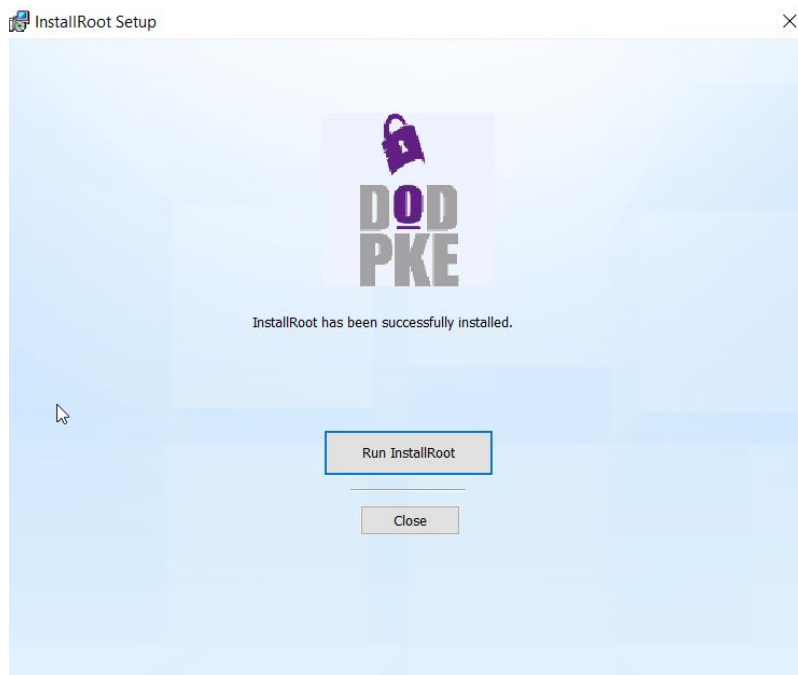 InstallRoot Setup
DOD
PKE
InstallRoot has been successfully installed.
Run InstallRoot
Close